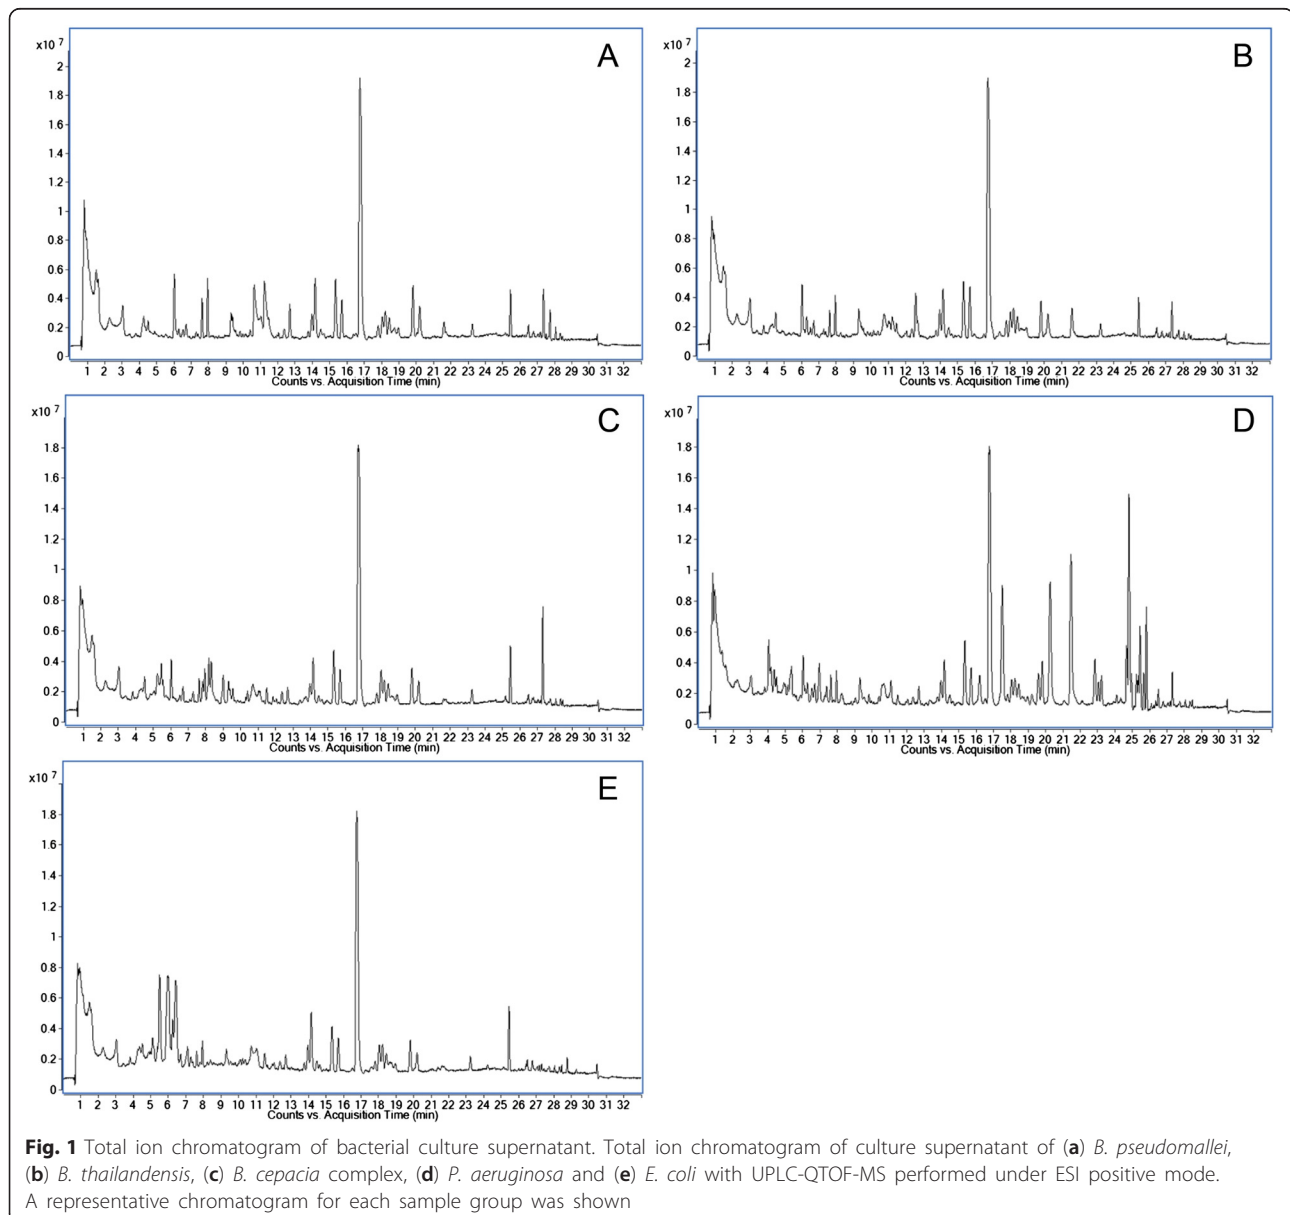 A
x10 7
2
1.8
1.6
1.4
1.2
1
0.8
0.6
0.4
0.2
0
1 2 3 4 5 6 7 8 9 10 11 12 13 14 15 16 17 18 19 20 21 22 23 24 25 26 27 28 29 30 31 32
Counts vs. Acquisition Time (min)
B
x10 7
2
1.8
1.6
1.4
1.2
1
0.8
0.6
0.4
0.2
0
1 2 3 4 5 6 7 8 9 10 11 12 13 14 15 16 17 18 19 20 21 22 23 24 25 26 27 28 29 30 31 32
Counts vs. Acquisition Time (min)
C
x10 7
1.8
1.6
1.4
1.2
1
0.8
0.6
0.4
0.2
0
1 2 3 4 5 6 7 8 9 10 11 12 13 14 15 16 17 18 19 20 21 22 23 24 25 26 27 28 29 30 31 32
Counts vs. Acquisition Time (min)
D
x10 7
1.8
1.6
1.4
1.2
1
0.8
0.6
0.4
0.2
0
1 2 3 4 5 6 7 8 9 10 11 12 13 14 15 16 17 18 19 20 21 22 23 24 25 26 27 28 29 30 31 32
Counts vs. Acquisition Time (min)
E
x10 7
1.8
1.6
1.4
1.2
1
0.8
0.6
0.4
0.2
0
1 2 3 4 5 6 7 8 9 10 11 12 13 14 15 16 17 18 19 20 21 22 23 24 25 26 27 28 29 30 31 32
Counts vs. Acquisition Time (min)
Fig. 1 Total ion chromatogram of bacterial culture supernatant. Total ion chromatogram of culture supernatant of (a) B. pseudomallei,
(b) B. thailandensis, (c) B. cepacia complex, (d) P. aeruginosa and (e) E. coli with UPLC-QTOF-MS performed under ESI positive mode.
A representative chromatogram for each sample group was shown